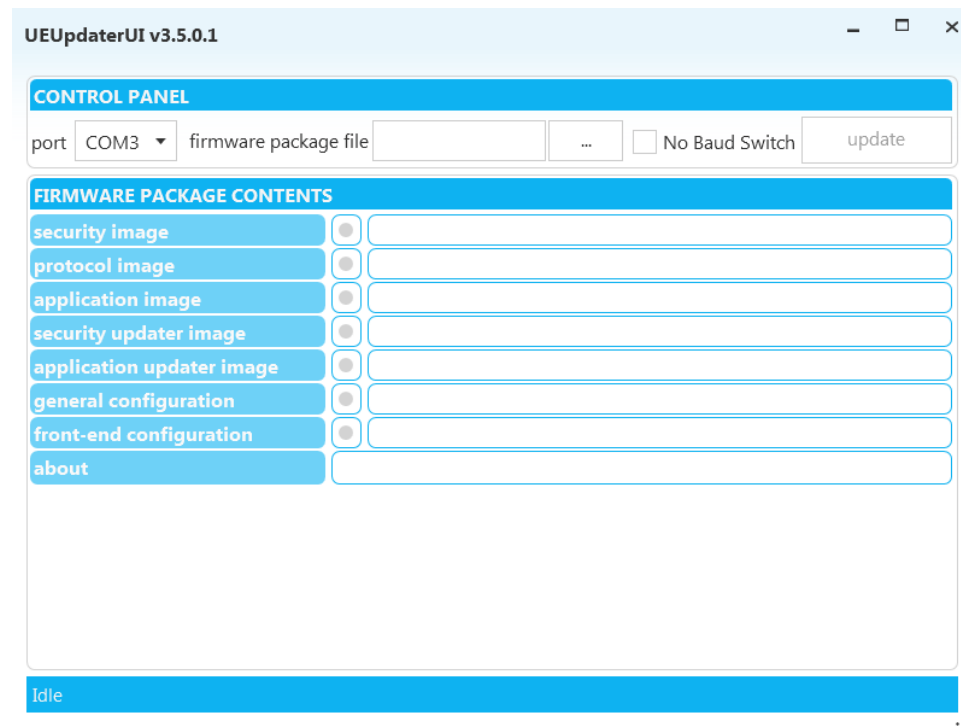 UEUpdaterUI v3.5.0.1
CONTROL PANEL
port COM3 firmware package file ... No Baud Switch update
FIRMWARE PACKAGE CONTENTS
security image
protocol image
application image
security updater image
application updater image
general configuration
front-end configuration
about
Idle